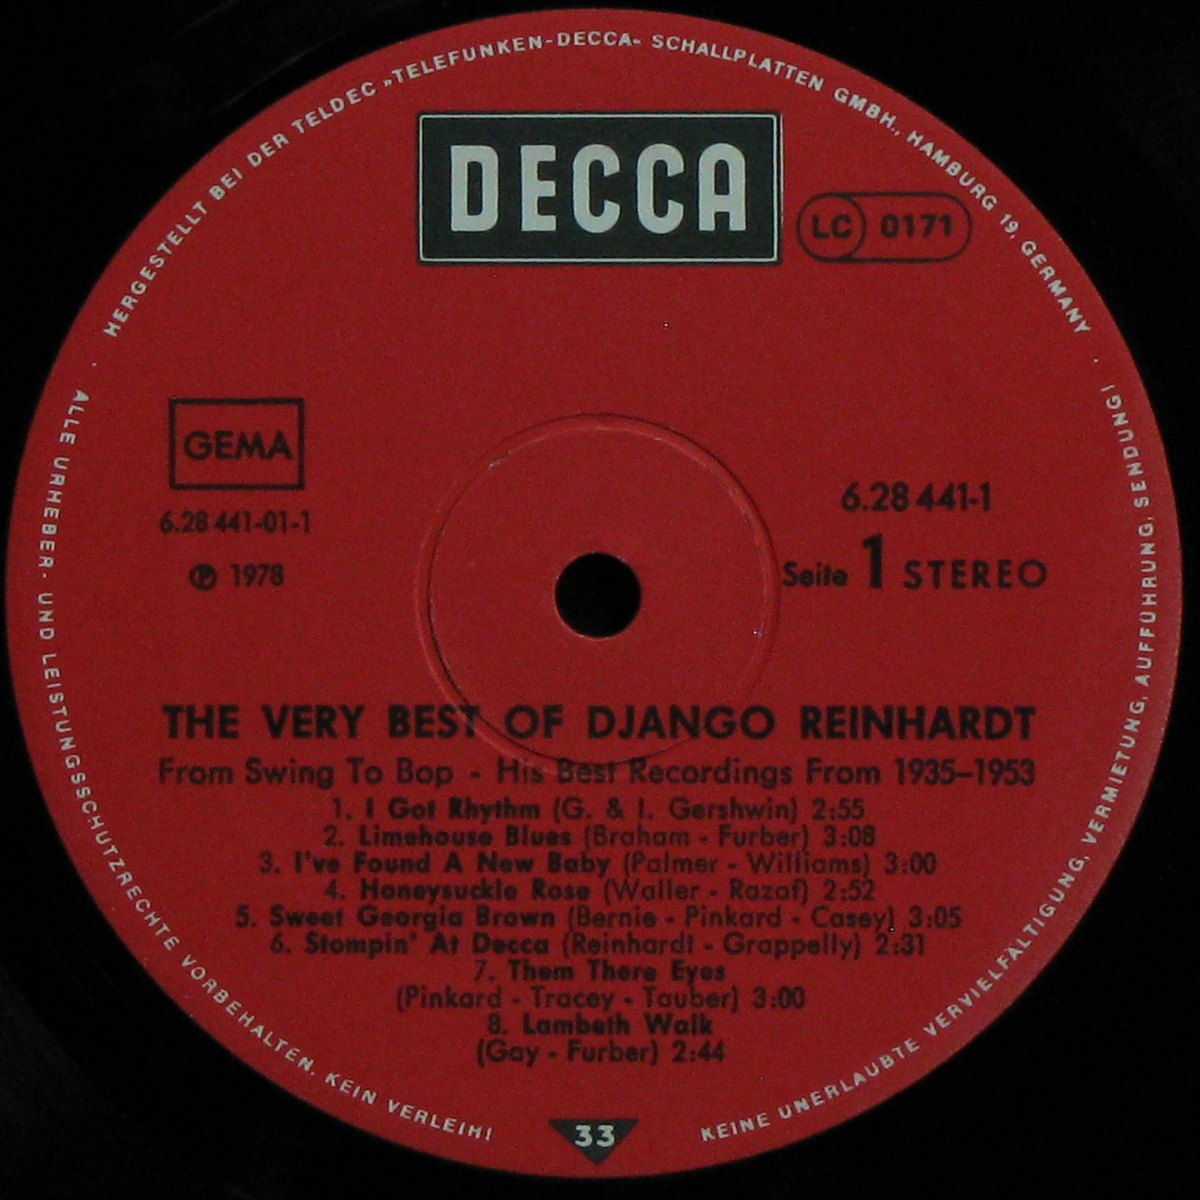 HERGESTELLT BEI DER TELDEC »TELEFUNKEN-DECCA« SCHALLPLATTEN GMBH., HAMBURG 19, GERMANY
DECCA
LC 0171
GEMA
6.28 441-01-1
℗ 1978
6.28 441-1
Seite 1 STEREO
THE VERY BEST OF DJANGO REINHARDT
From Swing To Bop - His Best Recordings From 1935–1953
1. I Got Rhythm (G. & I. Gershwin) 2:55
2. Limehouse Blues (Braham - Furber) 3:08
3. I've Found A New Baby (Palmer - Williams) 3:00
4. Honeysuckle Rose (Waller - Razaf) 2:52
5. Sweet Georgia Brown (Bernie - Pinkard - Casey) 3:05
6. Stompin' At Decca (Reinhardt - Grappelly) 2:31
7. Them There Eyes
(Pinkard - Tracey - Tauber) 3:00
8. Lambeth Walk
(Gay - Furber) 2:44
33
ALLE URHEBER- UND LEISTUNGSSCHUTZRECHTE VORBEHALTEN. KEIN VERLEIH!
KEINE UNERLAUBTE VERVIELFÄLTIGUNG, VERMIETUNG, AUFFÜHRUNG, SENDUNG!